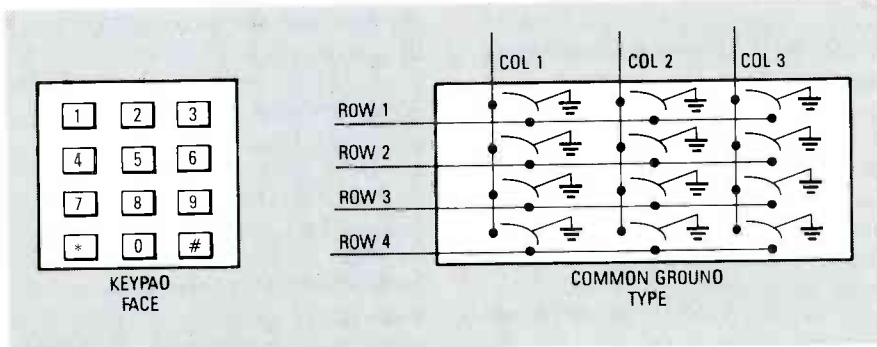 1 2 3
4 5 6
7 8 9
* 0 #
KEYPAD
FACE
COL 1 COL 2 COL 3
ROW 1
ROW 2
ROW 3
ROW 4
COMMON GROUND
TYPE